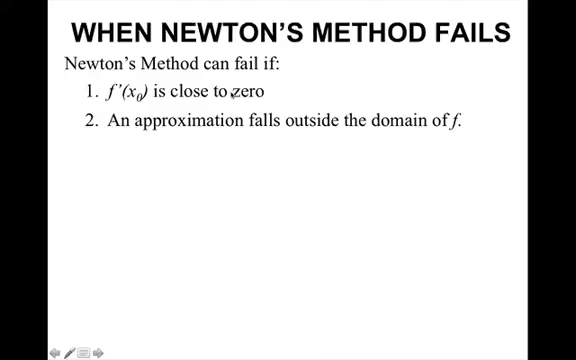 WHEN NEWTON'S METHOD FAILS
Newton's Method can fail if:
1. f'(x₀) is close to zero
2. An approximation falls outside the domain of f.